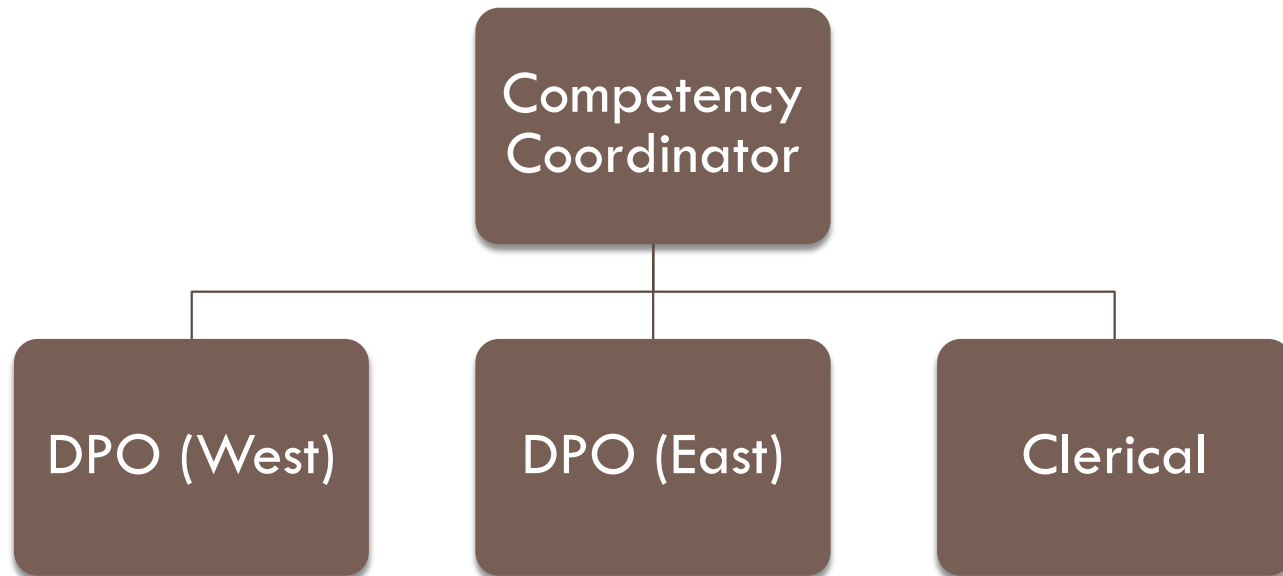 Competency
Coordinator
DPO (West)
DPO (East)
Clerical